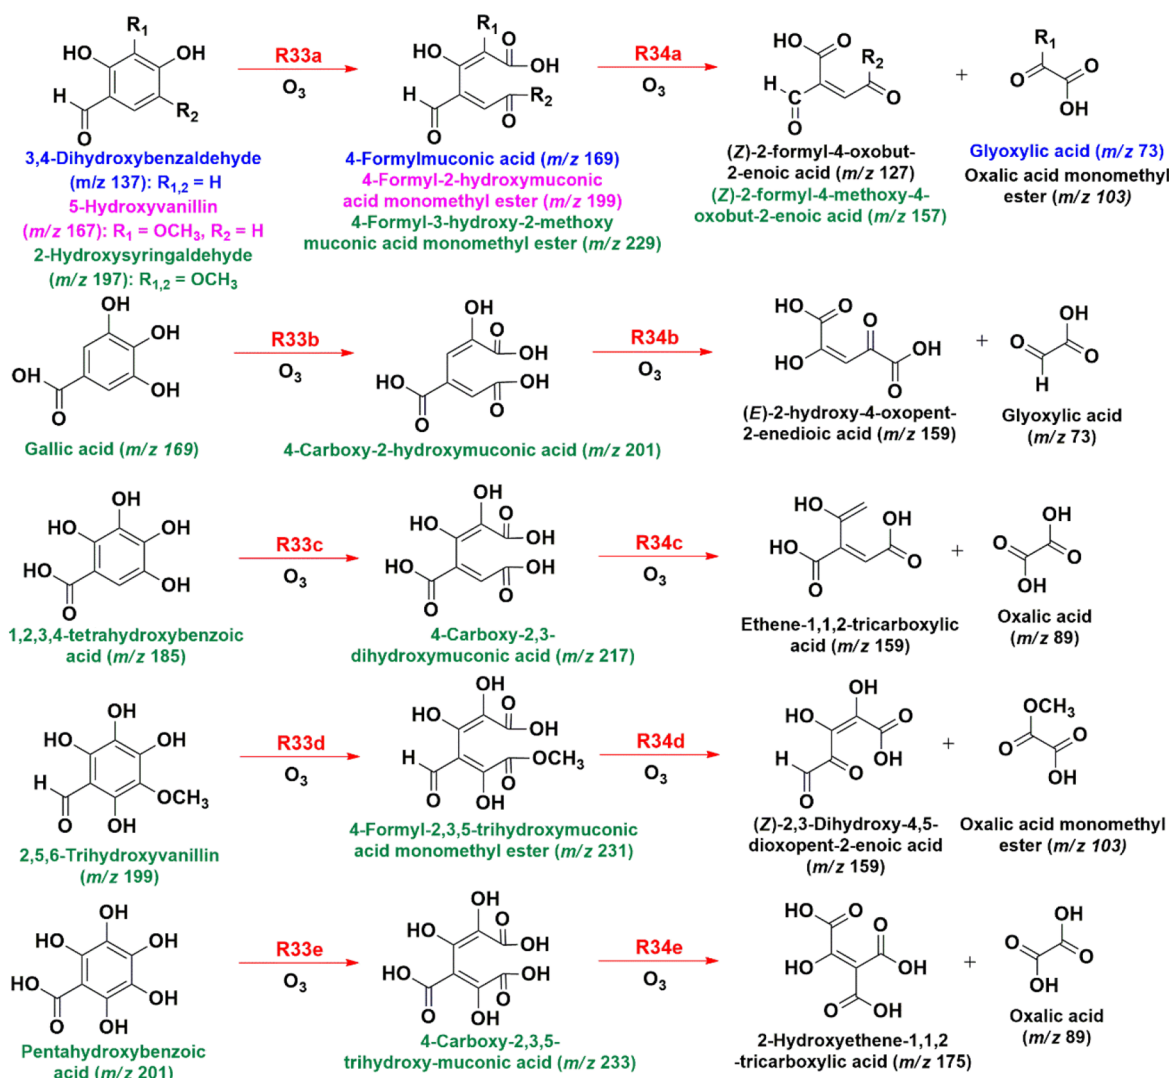 R1
HO
OH
R33a
O3
R2
H
O
3,4-Dihydroxybenzaldehyde
(m/z 137): R1,2 = H
5-Hydroxyvanillin
(m/z 167): R1 = OCH3, R2 = H
2-Hydroxysyringaldehyde
(m/z 197): R1,2 = OCH3
R1
O
HO
OH
R34a
O3
H
R2
O
O
4-Formylmuconic acid (m/z 169)
4-Formyl-2-hydroxymuconic
acid monomethyl ester (m/z 199)
4-Formyl-3-hydroxy-2-methoxy
muconic acid monomethyl ester (m/z 229)
HO
O
R2
H
C
O
O
(Z)-2-formyl-4-oxobut-
2-enoic acid (m/z 127)
(Z)-2-formyl-4-methoxy-4-
oxobut-2-enoic acid (m/z 157)
+
R1
O
O
OH
Glyoxylic acid (m/z 73)
Oxalic acid monomethyl
ester (m/z 103)
OH
OH
OH
OH
O
Gallic acid (m/z 169)
R33b
O3
OH
O
OH
HO
OH
O
O
4-Carboxy-2-hydroxymuconic acid (m/z 201)
R34b
O3
HO
O
O
OH
HO
O
(E)-2-hydroxy-4-oxopent-
2-enedioic acid (m/z 159)
+
OH
O
O
H
Glyoxylic acid
(m/z 73)
OH
HO
OH
HO
OH
O
1,2,3,4-tetrahydroxybenzoic
acid (m/z 185)
R33c
O3
OH
O
HO
OH
HO
OH
O
O
4-Carboxy-2,3-
dihydroxymuconic acid (m/z 217)
R34c
O3
HO
OH
HO
O
O
Ethene-1,1,2-tricarboxylic
acid (m/z 159)
+
OH
O
O
OH
Oxalic acid
(m/z 89)
OH
HO
OH
H
OCH3
O
OH
2,5,6-Trihydroxyvanillin
(m/z 199)
R33d
O3
OH
O
HO
OH
H
O
OCH3
O
OH
4-Formyl-2,3,5-trihydroxymuconic
acid monomethyl ester (m/z 231)
R34d
O3
OH
HO
O
H
OH
O
O
(Z)-2,3-Dihydroxy-4,5-
dioxopent-2-enoic acid
(m/z 159)
+
OCH3
O
O
OH
Oxalic acid monomethyl
ester (m/z 103)
OH
HO
OH
HO
OH
O
OH
Pentahydroxybenzoic
acid (m/z 201)
R33e
O3
OH
O
HO
OH
HO
O
OH
O
OH
4-Carboxy-2,3,5-
trihydroxy-muconic acid (m/z 233)
R34e
O3
HO
O
O
HO
OH
O
OH
2-Hydroxyethene-1,1,2
-tricarboxylic acid (m/z 175)
+
OH
O
O
OH
Oxalic acid
(m/z 89)